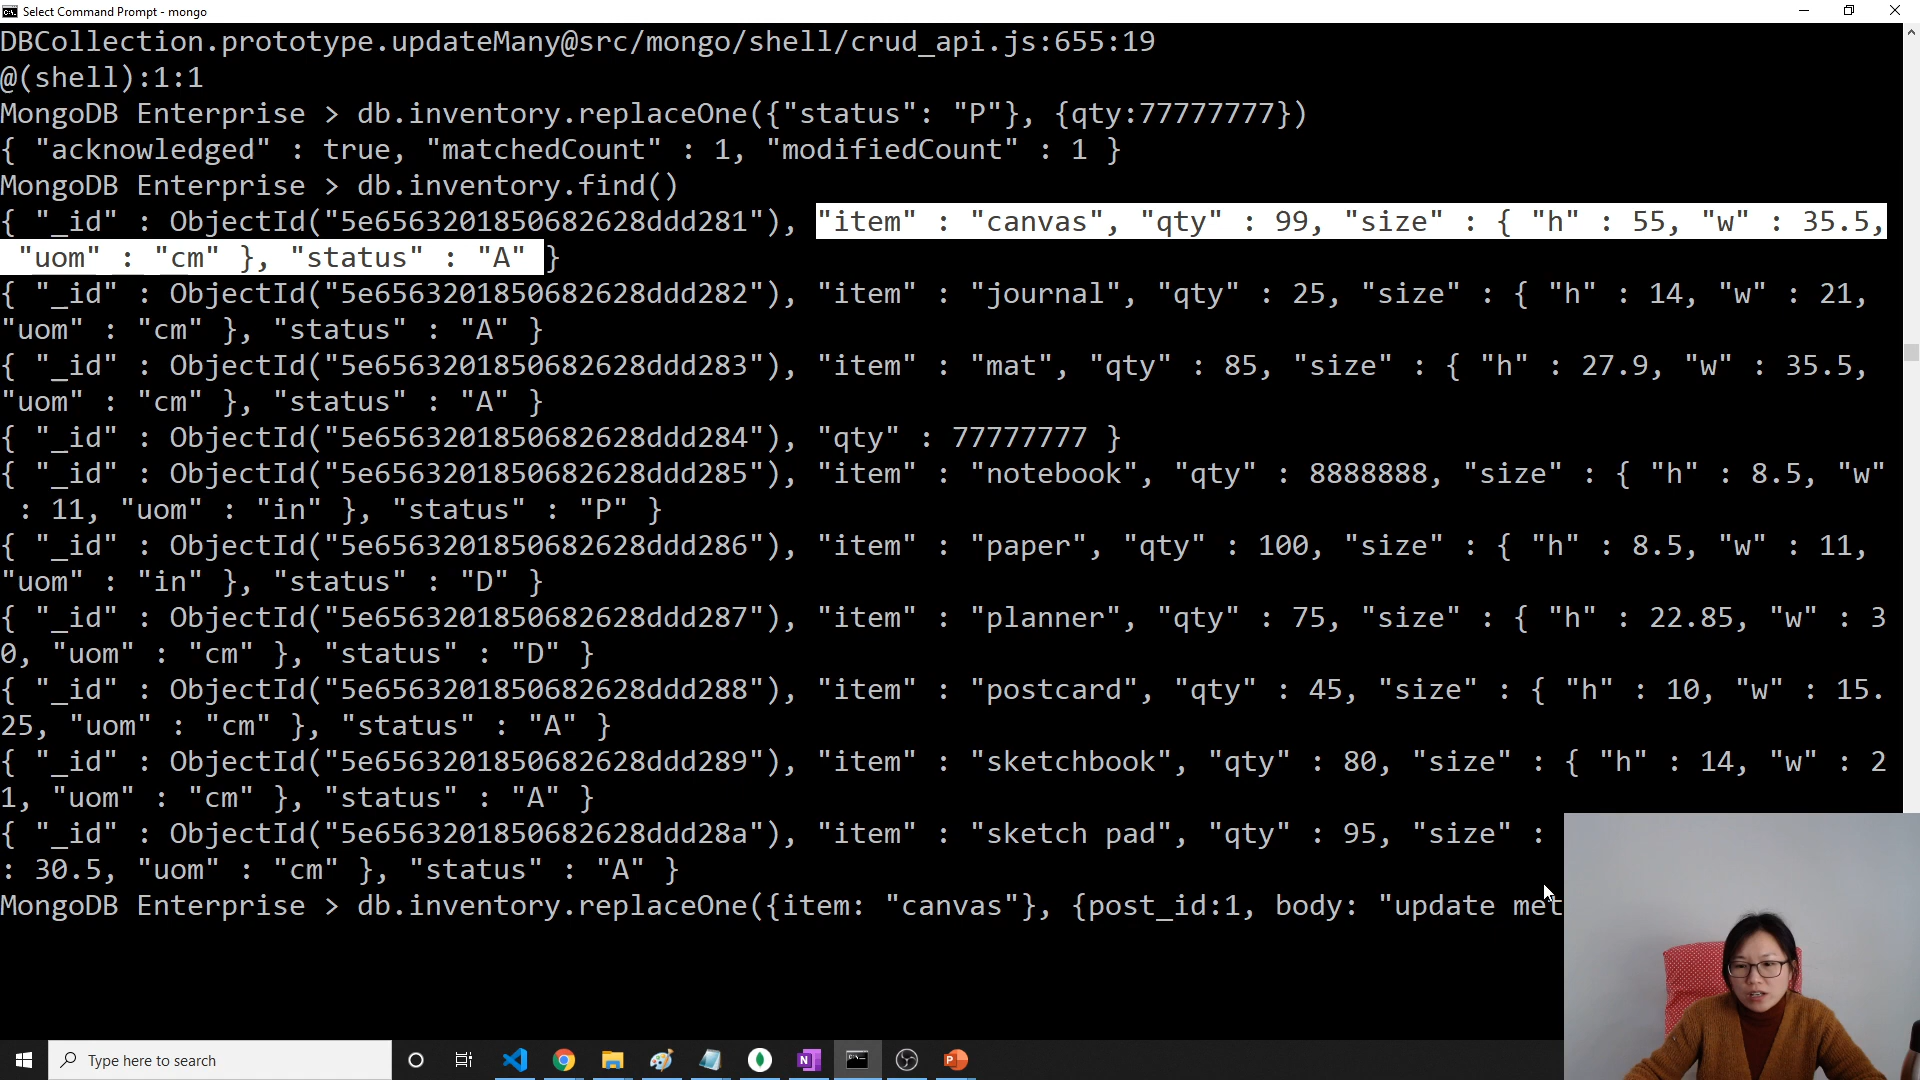 Select Command Prompt - mongo
DBCollection.prototype.updateMany@src/mongo/shell/crud_api.js:655:19
@(shell):1:1
MongoDB Enterprise > db.inventory.replaceOne({"status": "P"}, {qty:77777777})
{ "acknowledged" : true, "matchedCount" : 1, "modifiedCount" : 1 }
MongoDB Enterprise > db.inventory.find()
{ "_id" : ObjectId("5e6563201850682628ddd281"), "item" : "canvas", "qty" : 99, "size" : { "h" : 55, "w" : 35.5,
"uom" : "cm" }, "status" : "A" }
{ "_id" : ObjectId("5e6563201850682628ddd282"), "item" : "journal", "qty" : 25, "size" : { "h" : 14, "w" : 21,
"uom" : "cm" }, "status" : "A" }
{ "_id" : ObjectId("5e6563201850682628ddd283"), "item" : "mat", "qty" : 85, "size" : { "h" : 27.9, "w" : 35.5,
"uom" : "cm" }, "status" : "A" }
{ "_id" : ObjectId("5e6563201850682628ddd284"), "qty" : 77777777 }
{ "_id" : ObjectId("5e6563201850682628ddd285"), "item" : "notebook", "qty" : 8888888, "size" : { "h" : 8.5, "w"
: 11, "uom" : "in" }, "status" : "P" }
{ "_id" : ObjectId("5e6563201850682628ddd286"), "item" : "paper", "qty" : 100, "size" : { "h" : 8.5, "w" : 11,
"uom" : "in" }, "status" : "D" }
{ "_id" : ObjectId("5e6563201850682628ddd287"), "item" : "planner", "qty" : 75, "size" : { "h" : 22.85, "w" : 3
0, "uom" : "cm" }, "status" : "D" }
{ "_id" : ObjectId("5e6563201850682628ddd288"), "item" : "postcard", "qty" : 45, "size" : { "h" : 10, "w" : 15.
25, "uom" : "cm" }, "status" : "A" }
{ "_id" : ObjectId("5e6563201850682628ddd289"), "item" : "sketchbook", "qty" : 80, "size" : { "h" : 14, "w" : 2
1, "uom" : "cm" }, "status" : "A" }
{ "_id" : ObjectId("5e6563201850682628ddd28a"), "item" : "sketch pad", "qty" : 95, "size" :
: 30.5, "uom" : "cm" }, "status" : "A" }
MongoDB Enterprise > db.inventory.replaceOne({item: "canvas"}, {post_id:1, body: "update met
Type here to search